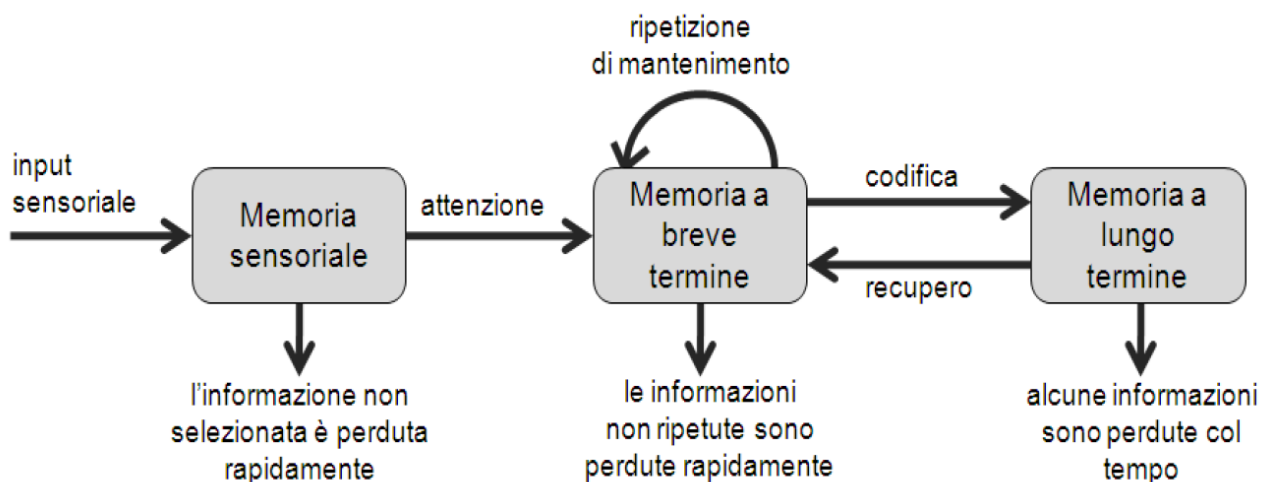 ripetizione
di mantenimento
input
sensoriale
Memoria
sensoriale
attenzione
Memoria a
breve
termine
codifica
recupero
Memoria a
lungo
termine
l'informazione non
selezionata è perduta
rapidamente
le informazioni
non ripetute sono
perdute rapidamente
alcune informazioni
sono perdute col
tempo